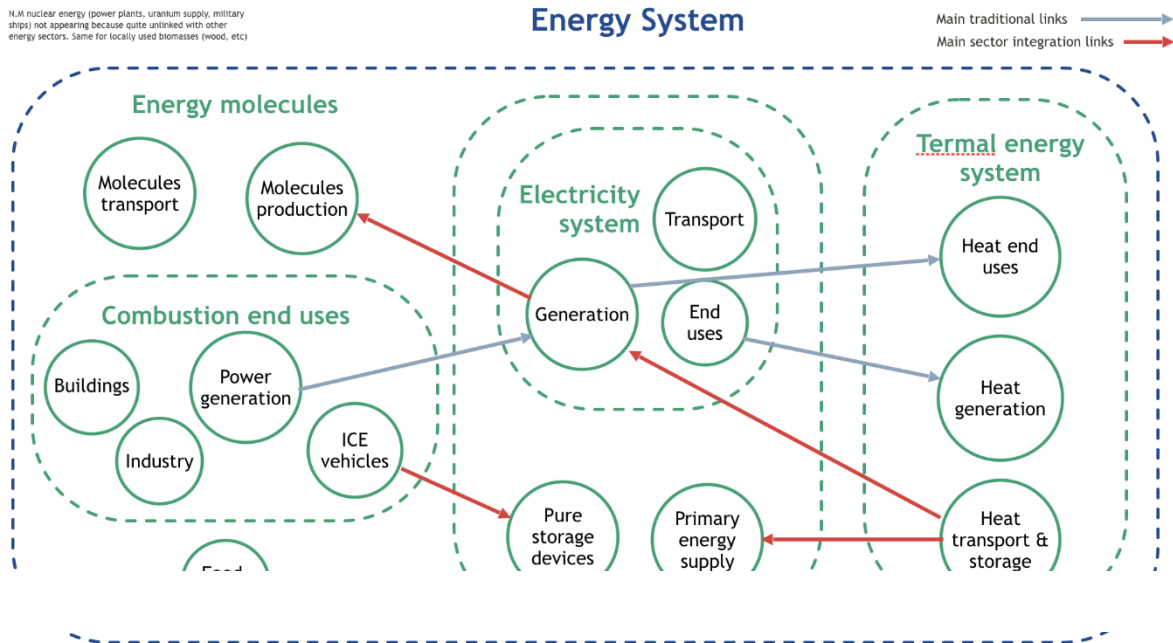 N.M nuclear energy (power plants, uranium supply, military
ships) not appearing because quite unlinked with other
energy sectors. Same for locally used biomasses (wood, etc)
Energy System
Main traditional links
Main sector integration links
Energy molecules
Molecules
transport
Molecules
production
Electricity
system
Transport
Generation
End
uses
Termal energy
system
Heat end
uses
Heat
generation
Heat
transport &
storage
Combustion end uses
Buildings
Power
generation
Industry
ICE
vehicles
Pure
storage
devices
Primary
energy
supply